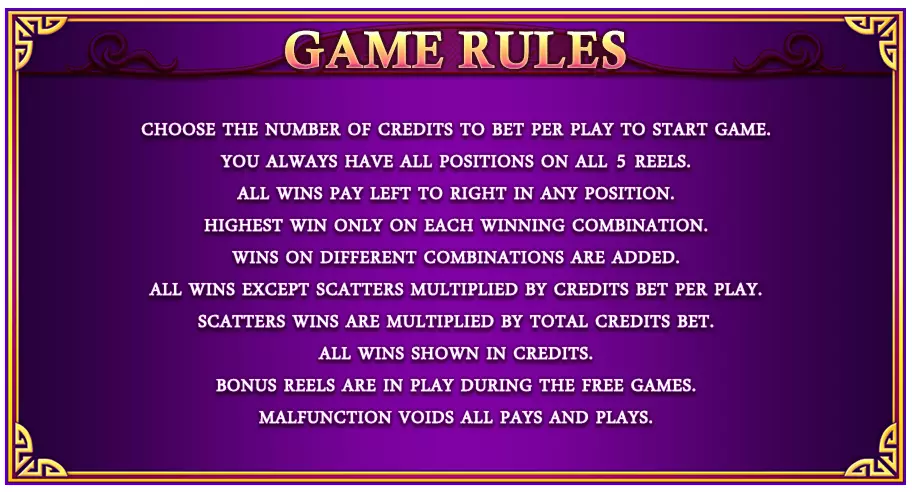 GAME RULES
CHOOSE THE NUMBER OF CREDITS TO BET PER PLAY TO START GAME.
YOU ALWAYS HAVE ALL POSITIONS ON ALL 5 REELS.
ALL WINS PAY LEFT TO RIGHT IN ANY POSITION.
HIGHEST WIN ONLY ON EACH WINNING COMBINATION.
WINS ON DIFFERENT COMBINATIONS ARE ADDED.
ALL WINS EXCEPT SCATTERS MULTIPLIED BY CREDITS BET PER PLAY.
SCATTERS WINS ARE MULTIPLIED BY TOTAL CREDITS BET.
ALL WINS SHOWN IN CREDITS.
BONUS REELS ARE IN PLAY DURING THE FREE GAMES.
MALFUNCTION VOIDS ALL PAYS AND PLAYS.